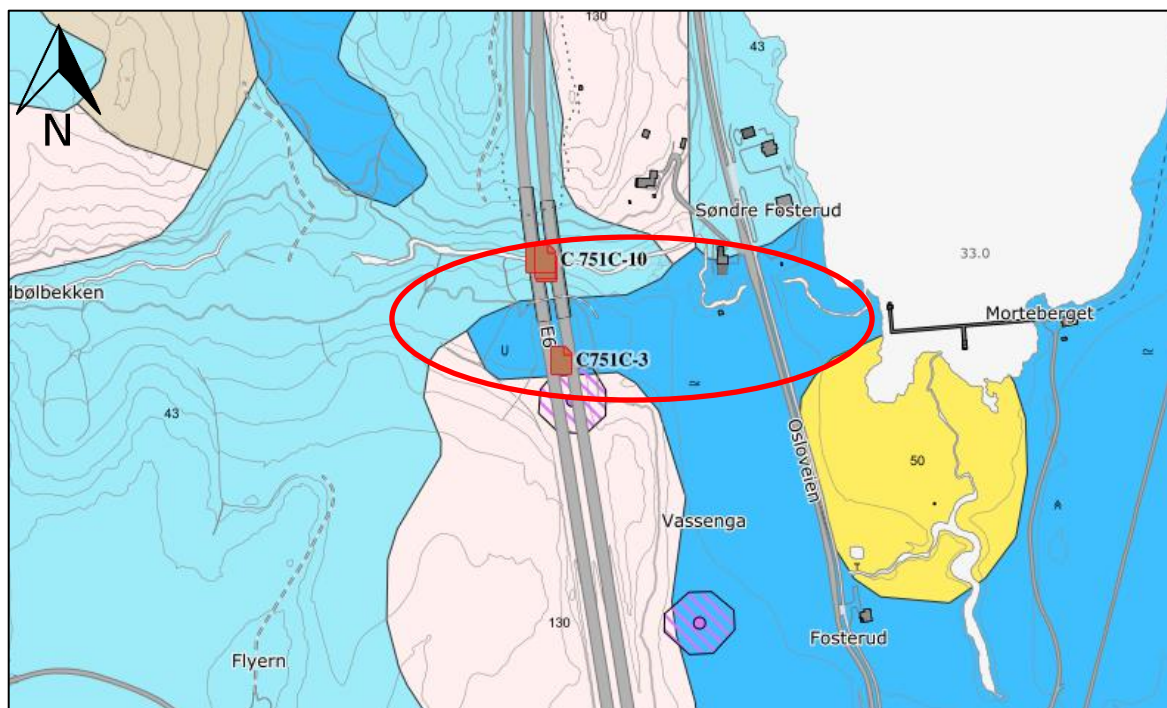 130
43
N
Søndre Fosterud
C-751C-10
33.0
dbølbekken
Morteberget
E6
U
C751C-3
43
50
Osloveien
Vassenga
T
130
Fosterud
Flyern